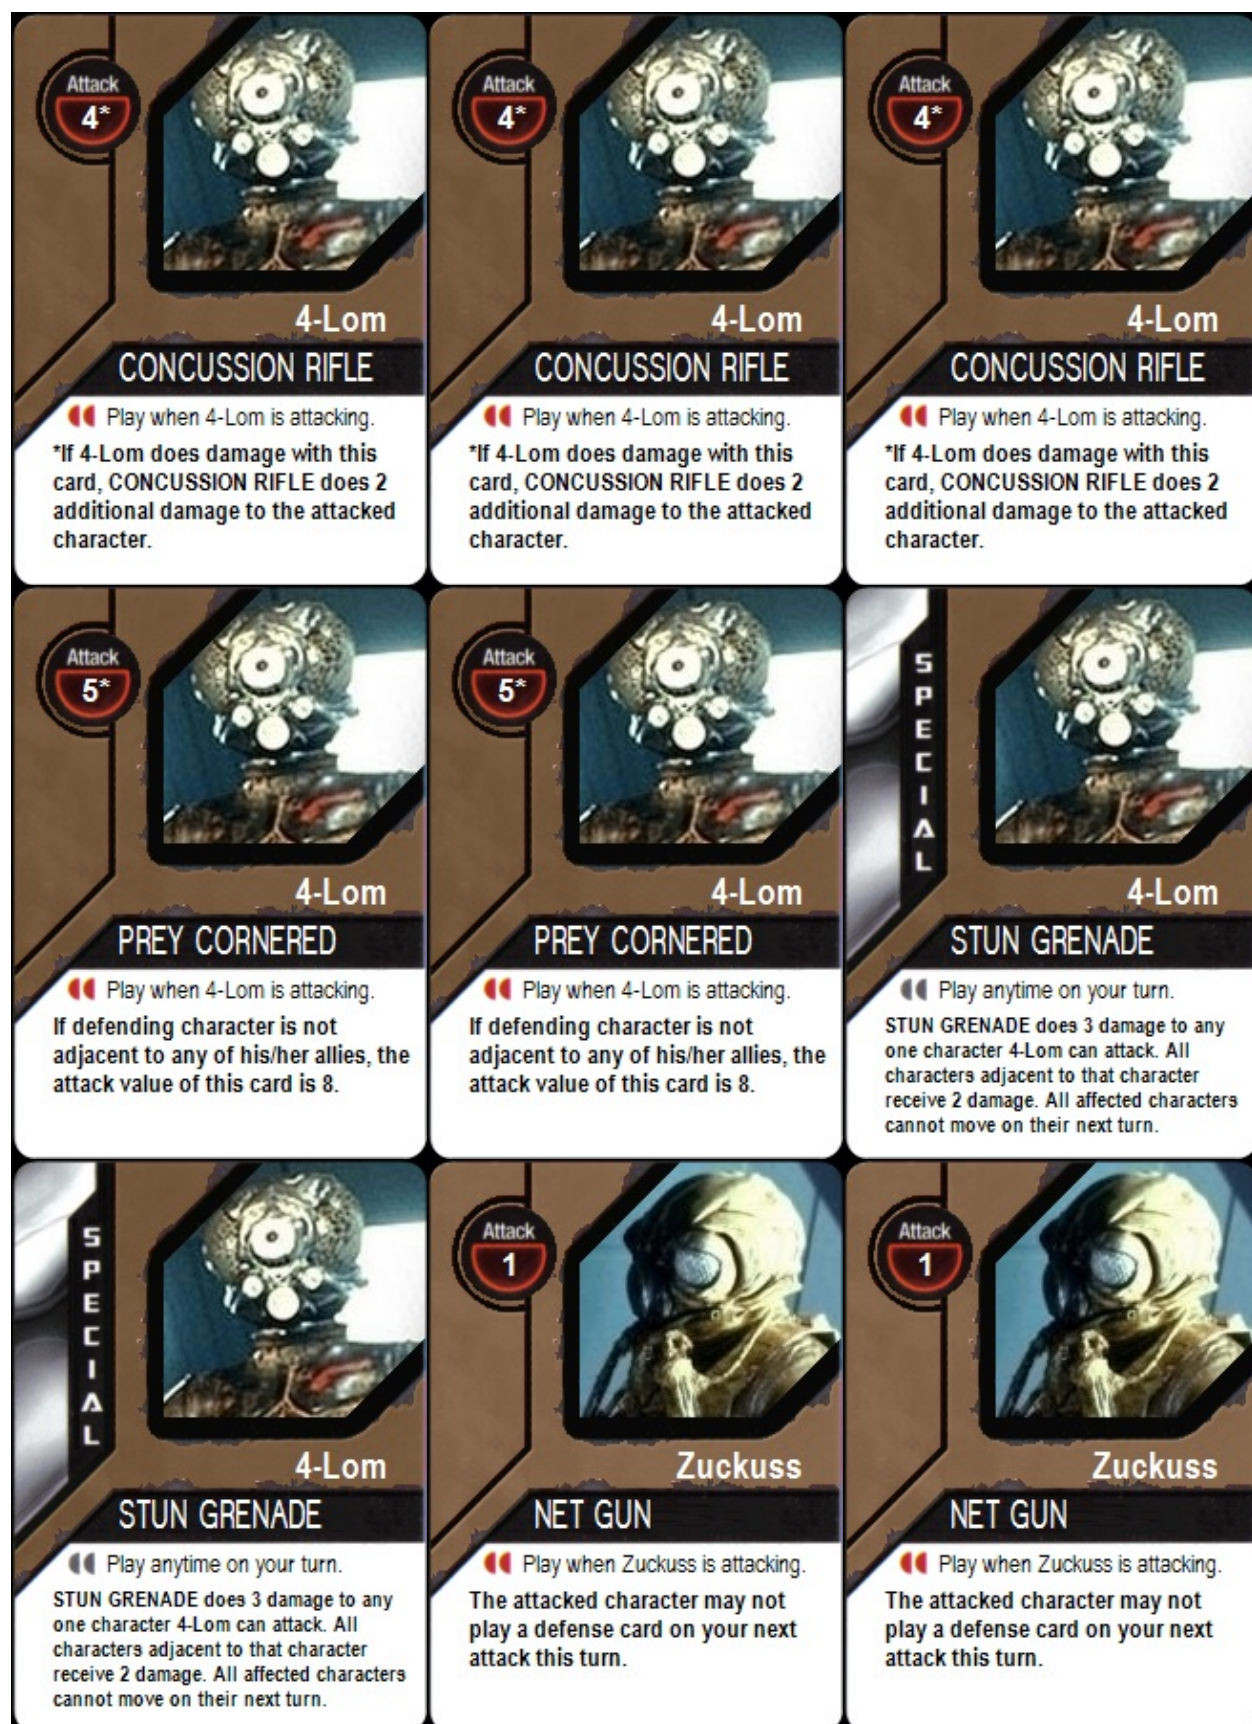 Attack
4*
4-Lom
CONCUSSION RIFLE
Play when 4-Lom is attacking.
*If 4-Lom does damage with this
card, CONCUSSION RIFLE does 2
additional damage to the attacked
character.
Attack
4*
4-Lom
CONCUSSION RIFLE
Play when 4-Lom is attacking.
*If 4-Lom does damage with this
card, CONCUSSION RIFLE does 2
additional damage to the attacked
character.
Attack
4*
4-Lom
CONCUSSION RIFLE
Play when 4-Lom is attacking.
*If 4-Lom does damage with this
card, CONCUSSION RIFLE does 2
additional damage to the attacked
character.
Attack
5*
4-Lom
PREY CORNERED
Play when 4-Lom is attacking.
If defending character is not
adjacent to any of his/her allies, the
attack value of this card is 8.
Attack
5*
4-Lom
PREY CORNERED
Play when 4-Lom is attacking.
If defending character is not
adjacent to any of his/her allies, the
attack value of this card is 8.
SPECIAL
4-Lom
STUN GRENADE
Play anytime on your turn.
STUN GRENADE does 3 damage to any
one character 4-Lom can attack. All
characters adjacent to that character
receive 2 damage. All affected characters
cannot move on their next turn.
SPECIAL
4-Lom
STUN GRENADE
Play anytime on your turn.
STUN GRENADE does 3 damage to any
one character 4-Lom can attack. All
characters adjacent to that character
receive 2 damage. All affected characters
cannot move on their next turn.
Attack
1
Zuckuss
NET GUN
Play when Zuckuss is attacking.
The attacked character may not
play a defense card on your next
attack this turn.
Attack
1
Zuckuss
NET GUN
Play when Zuckuss is attacking.
The attacked character may not
play a defense card on your next
attack this turn.